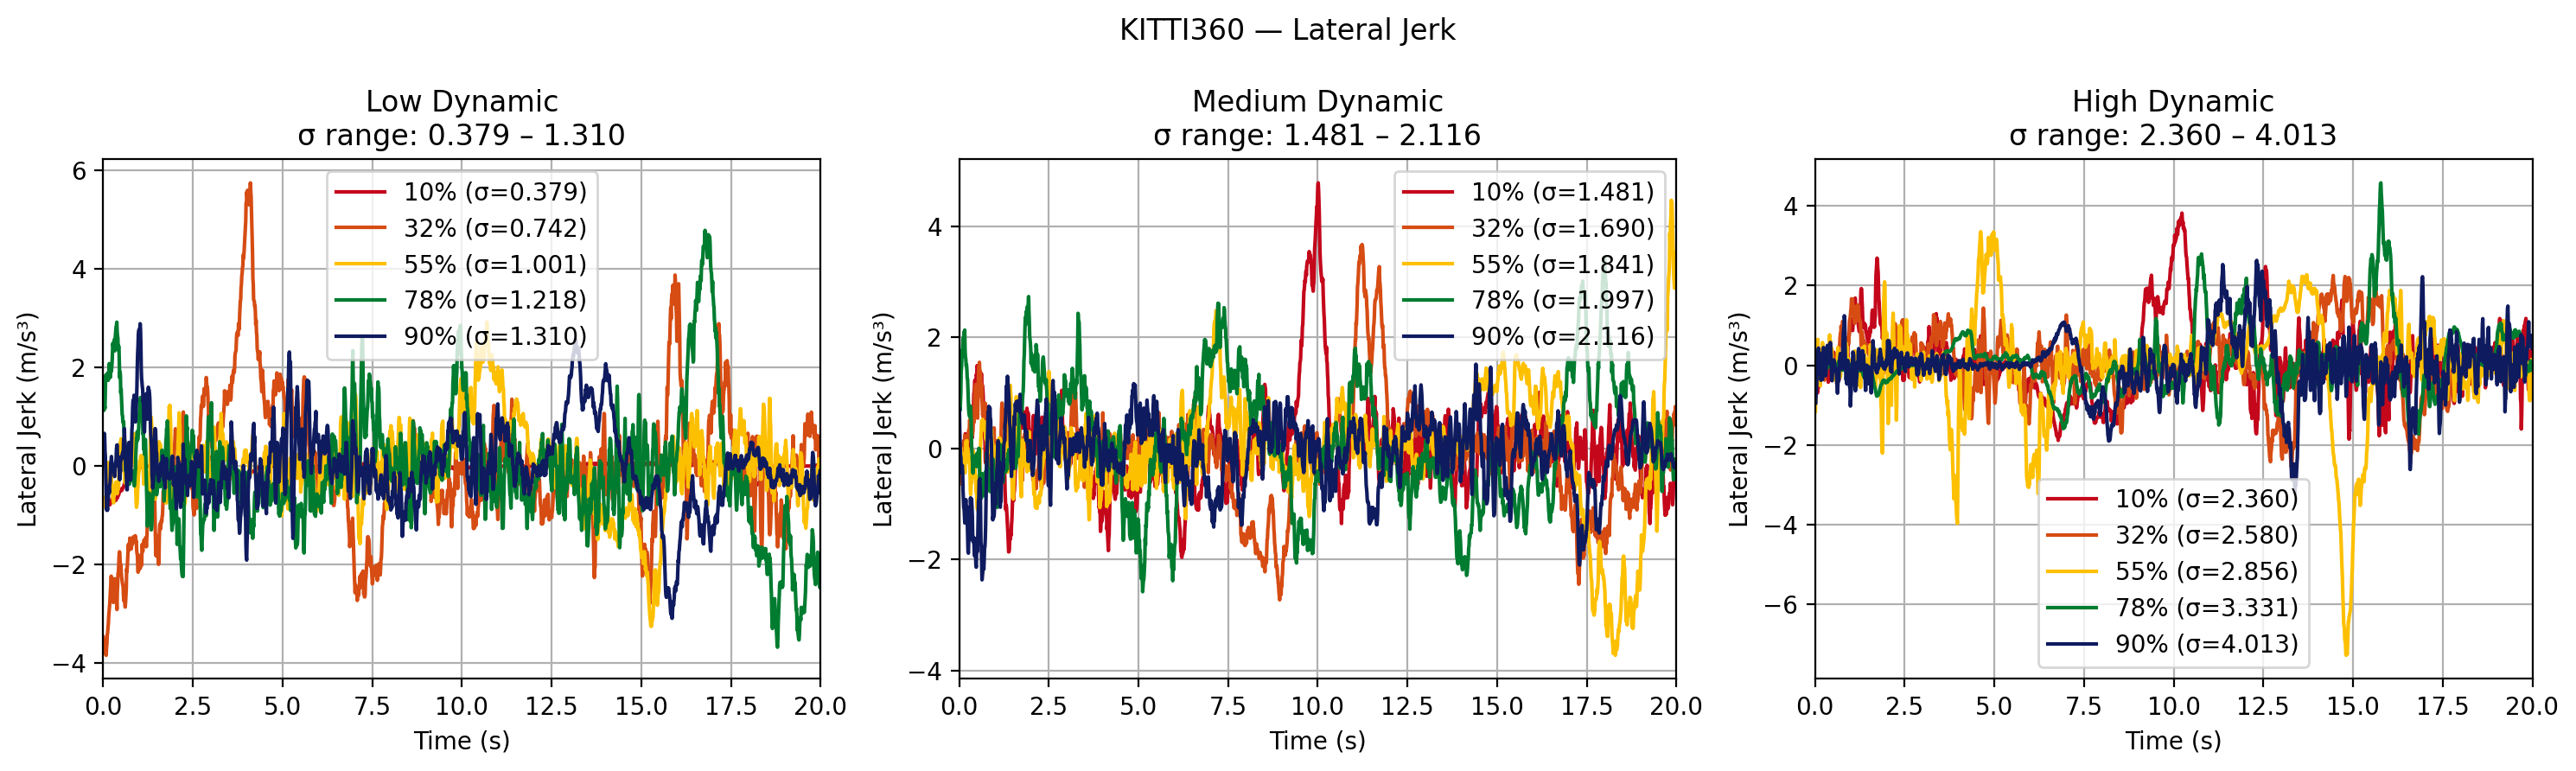 KITTI360 — Lateral Jerk
Low Dynamic
σ range: 0.379 – 1.310
Lateral Jerk (m/s³)
6
4
2
0
−2
−4
10% (σ=0.379)
32% (σ=0.742)
55% (σ=1.001)
78% (σ=1.218)
90% (σ=1.310)
0.0 2.5 5.0 7.5 10.0 12.5 15.0 17.5 20.0
Time (s)
Medium Dynamic
σ range: 1.481 – 2.116
Lateral Jerk (m/s³)
4
2
0
−2
−4
10% (σ=1.481)
32% (σ=1.690)
55% (σ=1.841)
78% (σ=1.997)
90% (σ=2.116)
0.0 2.5 5.0 7.5 10.0 12.5 15.0 17.5 20.0
Time (s)
High Dynamic
σ range: 2.360 – 4.013
Lateral Jerk (m/s³)
4
2
0
−2
−4
−6
10% (σ=2.360)
32% (σ=2.580)
55% (σ=2.856)
78% (σ=3.331)
90% (σ=4.013)
0.0 2.5 5.0 7.5 10.0 12.5 15.0 17.5 20.0
Time (s)